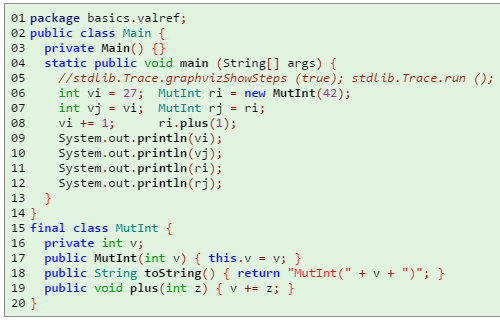 01 package basics.valref;
02 public class Main {
03   private Main() {}
04   static public void main (String[] args) {
05     //stdlib.Trace.graphvizShowSteps (true); stdlib.Trace.run ();
06     int vi = 27;  MutInt ri = new MutInt(42);
07     int vj = vi;  MutInt rj = ri;
08     vi += 1;      ri.plus(1);
09     System.out.println(vi);
10     System.out.println(vj);
11     System.out.println(ri);
12     System.out.println(rj);
13   }
14 }
15 final class MutInt {
16   private int v;
17   public MutInt(int v) { this.v = v; }
18   public String toString() { return "MutInt(" + v + ")"; }
19   public void plus(int z) { v += z; }
20 }